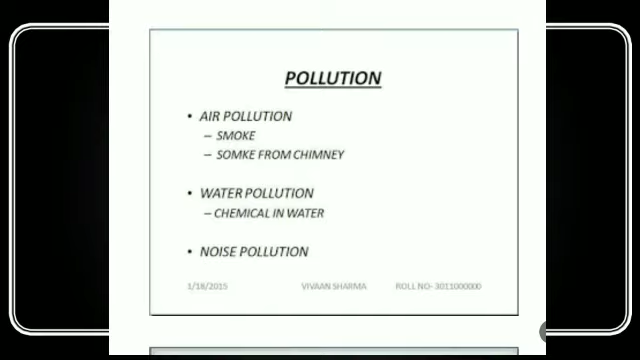 POLLUTION
• AIR POLLUTION
– SMOKE
– SOMKE FROM CHIMNEY
• WATER POLLUTION
– CHEMICAL IN WATER
• NOISE POLLUTION
1/18/2015 VIVAAN SHARMA ROLL NO- 3011000000